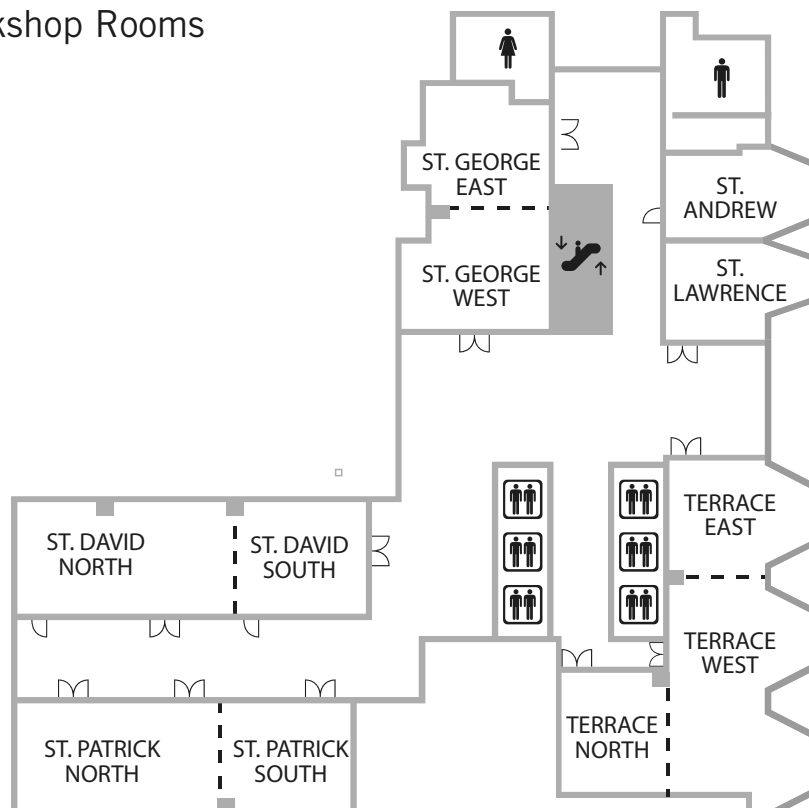 kshop Rooms
ST. GEORGE
EAST
ST.
ANDREW
ST. GEORGE
WEST
ST.
LAWRENCE
TERRACE
EAST
ST. DAVID
NORTH
ST. DAVID
SOUTH
TERRACE
WEST
TERRACE
NORTH
ST. PATRICK
NORTH
ST. PATRICK
SOUTH